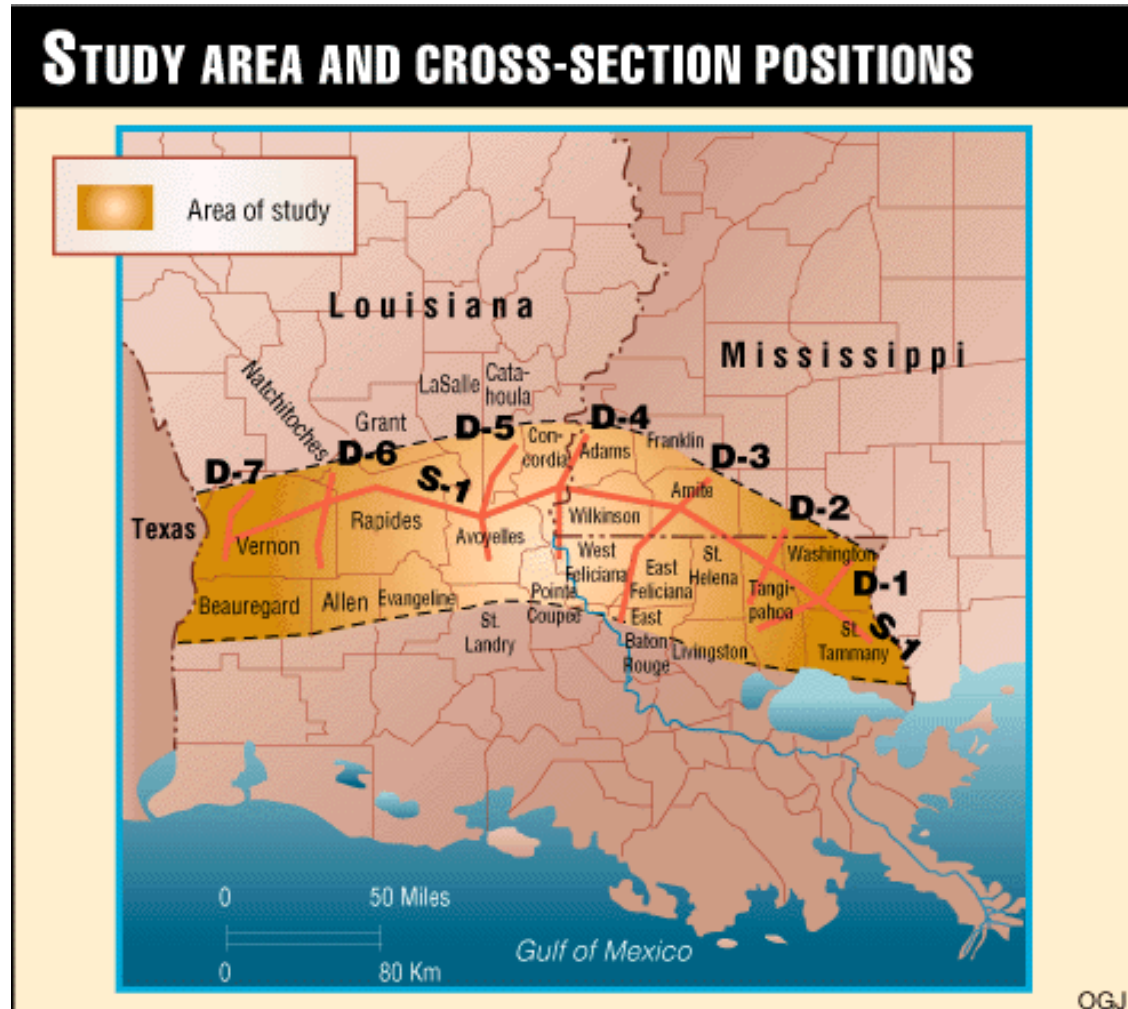 STUDY AREA AND CROSS-SECTION POSITIONS
Area of study
Louisiana
Mississippi
Texas
Natchitoches
Grant
LaSalle
Cata-
houla
D-7
D-6
D-5
D-4
D-3
D-2
D-1
S-1
S-1
Con-
cordia
Adams
Franklin
Amite
Wilkinson
Vernon
Rapides
Avoyelles
West
Feliciana
East
Feliciana
St.
Helena
Washington
Tangi-
pahoa
Beauregard
Allen
Evangeline
Pointe
Coupee
St.
Landry
East
Baton
Rouge
Livingston
St.
Tammany
0 50 Miles
0 80 Km
Gulf of Mexico
OGJ